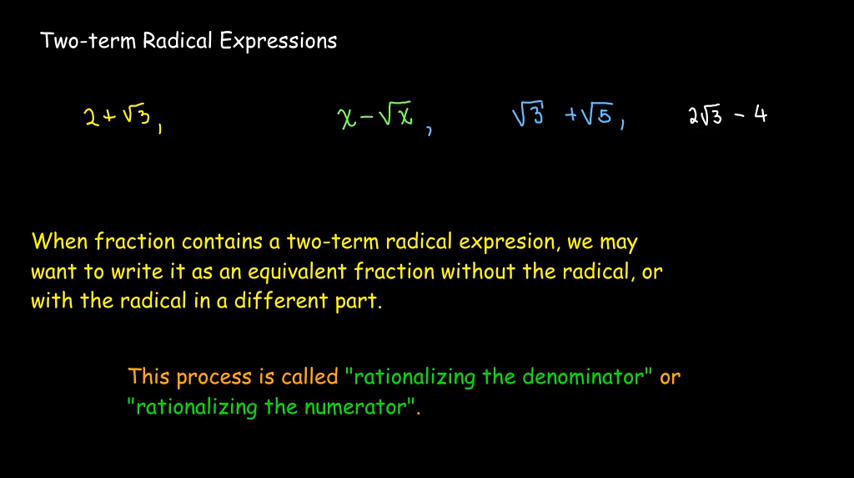 Two-term Radical Expressions
2 + √3, x - √x, √3 + √5, 2√3 - 4
When fraction contains a two-term radical expresion, we may
want to write it as an equivalent fraction without the radical, or
with the radical in a different part.
This process is called "rationalizing the denominator" or
"rationalizing the numerator".